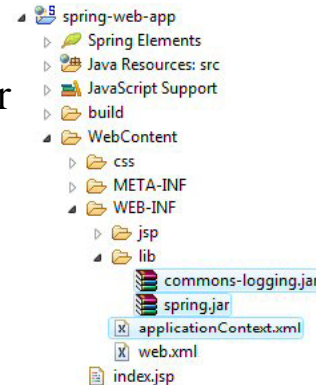 spring-web-app
Spring Elements
Java Resources: src
r
JavaScript Support
build
WebContent
css
META-INF
WEB-INF
jsp
lib
commons-logging.jar
spring.jar
applicationContext.xml
web.xml
index.jsp